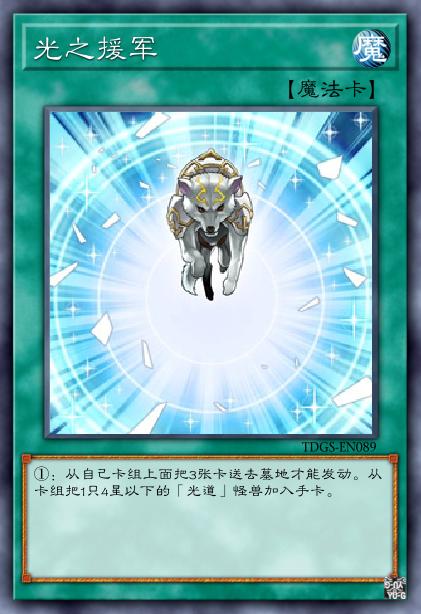 光之援军
魔
【魔法卡】
TDGS-EN089
①：从自己卡组上面把3张卡送去墓地才能发动。从
卡组把1只4星以下的「光道」怪兽加入手卡。